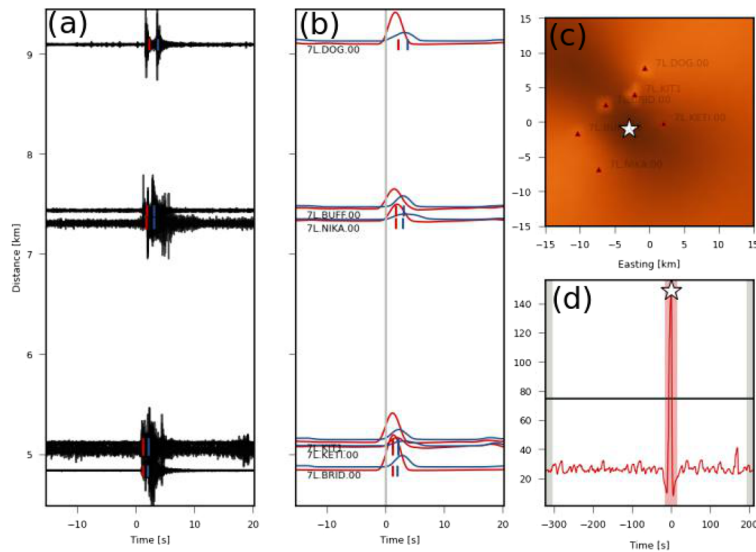 (a)
9
8
7
6
5
Distance [km]
−10
0
10
20
Time [s]
(b)
7L.DOG.00
7L.BUFF.00
7L.NIKA.00
7L.KIT1
7L.KETI.00
7L.BRID.00
−10
0
10
20
Time [s]
(c)
15
10
5
0
−5
−10
−15
7L.DOG.00
7L.KIT1
7L.KETI.00
7L.NIKA.00
−15
−10
−5
0
5
10
15
Easting [km]
(d)
140
120
100
80
60
40
20
0
−300
−200
−100
0
100
200
Time [s]